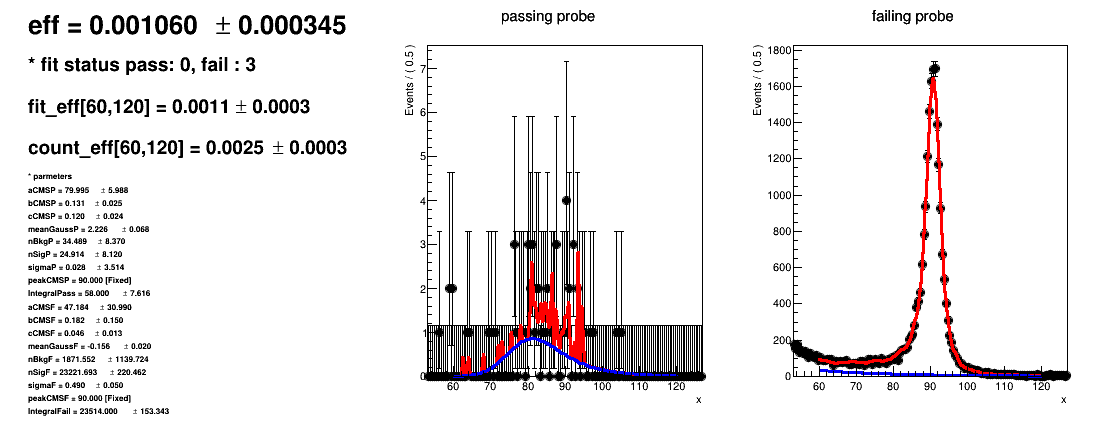 eff = 0.001060 ± 0.000345
* fit status pass: 0, fail : 3
fit_eff[60,120] = 0.0011 ± 0.0003
count_eff[60,120] = 0.0025 ± 0.0003
* parmeters
aCMSP = 79.995 ± 5.988
bCMSP = 0.131 ± 0.025
cCMSP = 0.120 ± 0.024
meanGaussP = 2.226 ± 0.068
nBkgP = 34.489 ± 8.370
nSigP = 24.914 ± 8.120
sigmaP = 0.028 ± 3.514
peakCMSP = 90.000 [Fixed]
IntegralPass = 58.000 ± 7.616
aCMSF = 47.184 ± 30.990
bCMSF = 0.182 ± 0.150
cCMSF = 0.046 ± 0.013
meanGaussF = -0.156 ± 0.020
nBkgF = 1871.552 ± 1139.724
nSigF = 23221.693 ± 220.462
sigmaF = 0.490 ± 0.050
peakCMSF = 90.000 [Fixed]
IntegralFail = 23514.000 ± 153.343
passing probe
Events / ( 0.5 )
7
6
5
4
3
2
1
0
60 70 80 90 100 110 120
x
failing probe
Events / ( 0.5 )
1800
1600
1400
1200
1000
800
600
400
200
0
60 70 80 90 100 110 120
x